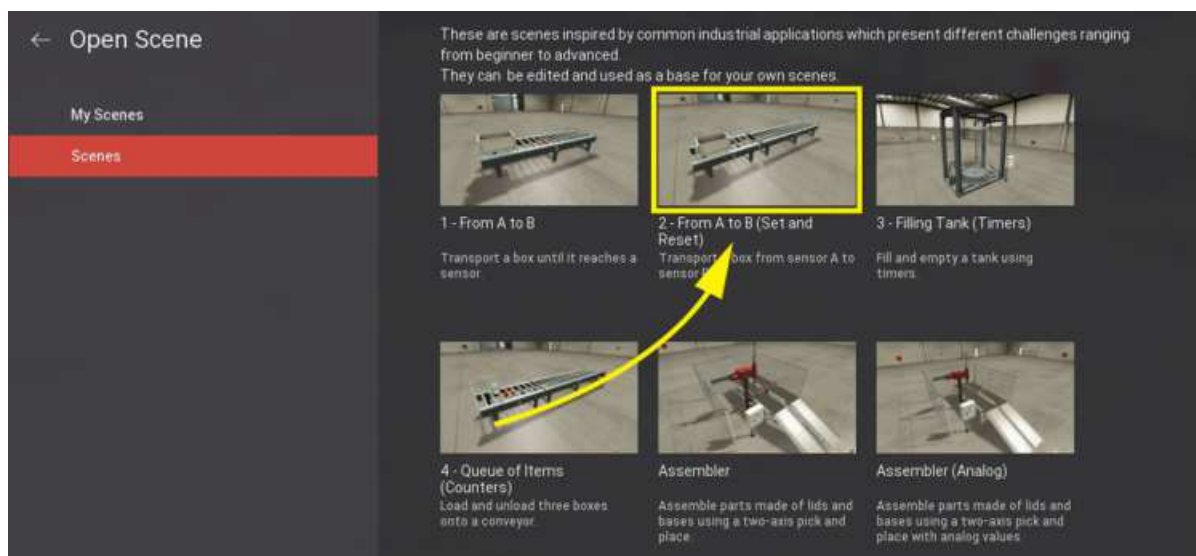 ← Open Scene
My Scenes
Scenes
These are scenes inspired by common industrial applications which present different challenges ranging
from beginner to advanced.
They can be edited and used as a base for your own scenes.
1 - From A to B
Transport a box until it reaches a
sensor.
2 - From A to B (Set and
Reset)
Transport a box from sensor A to
sensor
3 - Filling Tank (Timers)
Fill and empty a tank using
timers.
4 - Queue of Items
(Counters)
Load and unload three boxes
onto a conveyor.
Assembler
Assemble parts made of lids and
bases using a two-axis pick and
place.
Assembler (Analog)
Assemble parts made of lids and
bases using a two-axis pick and
place with analog values.